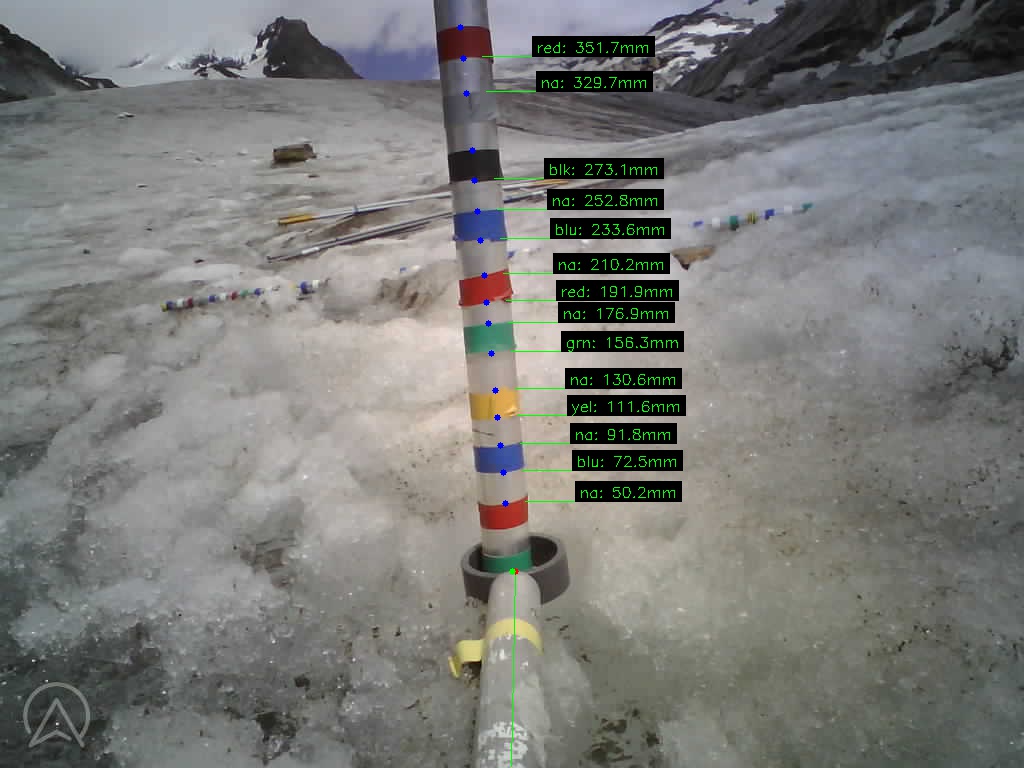 red: 351.7mm
na: 329.7mm
blk: 273.1mm
na: 252.8mm
blu: 233.6mm
na: 210.2mm
red: 191.9mm
na: 176.9mm
grn: 156.3mm
na: 130.6mm
yel: 111.6mm
na: 91.8mm
blu: 72.5mm
na: 50.2mm